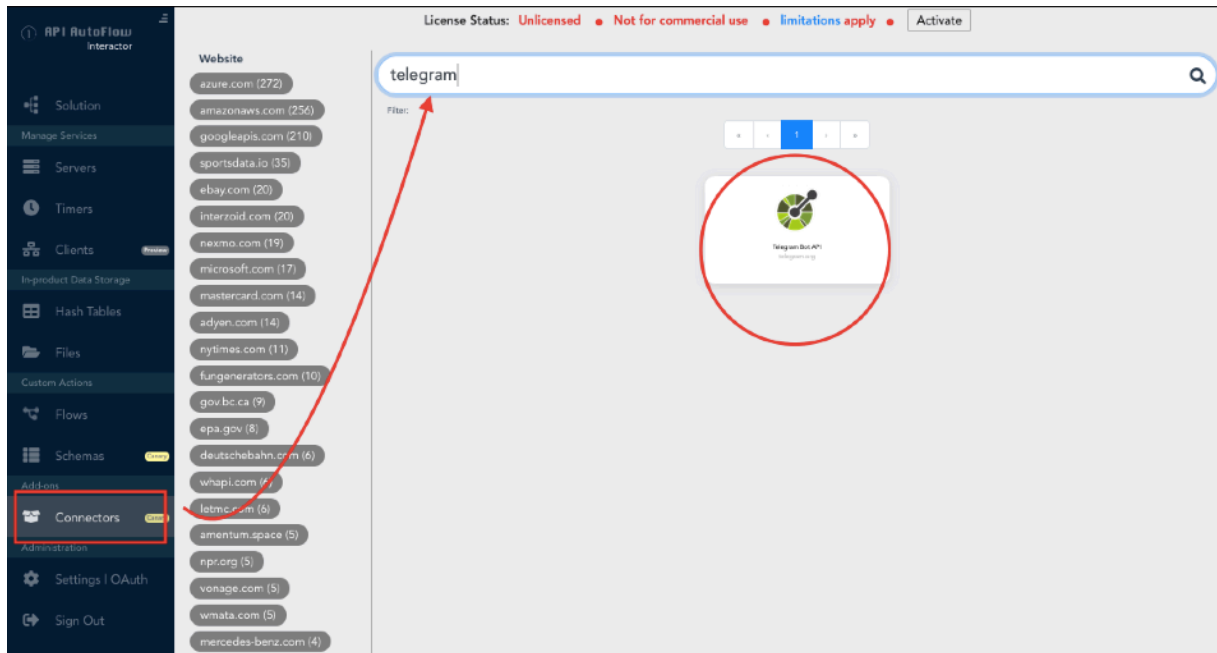 License Status: Unlicensed ● Not for commercial use ● limitations apply ● Activate
API AutoFlow
Interactor
Solution
Manage Services
Servers
Timers
Clients Preview
In-product Data Storage
Hash Tables
Files
Custom Actions
Flows
Schemas Canary
Add-ons
Connectors Canary
Administration
Settings | OAuth
Sign Out
Website
azure.com (272)
amazonaws.com (256)
googleapis.com (210)
sportsdata.io (35)
ebay.com (20)
interzoid.com (20)
nexmo.com (19)
microsoft.com (17)
mastercard.com (14)
adyen.com (14)
nytimes.com (11)
fungenerators.com (10)
gov.bc.ca (9)
epa.gov (8)
deutschebahn.com (6)
whapi.com (6)
letmc.com (6)
amentum.space (5)
npr.org (5)
vonage.com (5)
wmata.com (5)
mercedes-benz.com (4)
telegram
Filter:
« ‹ 1 › »
Telegram Bot API
telegram.org